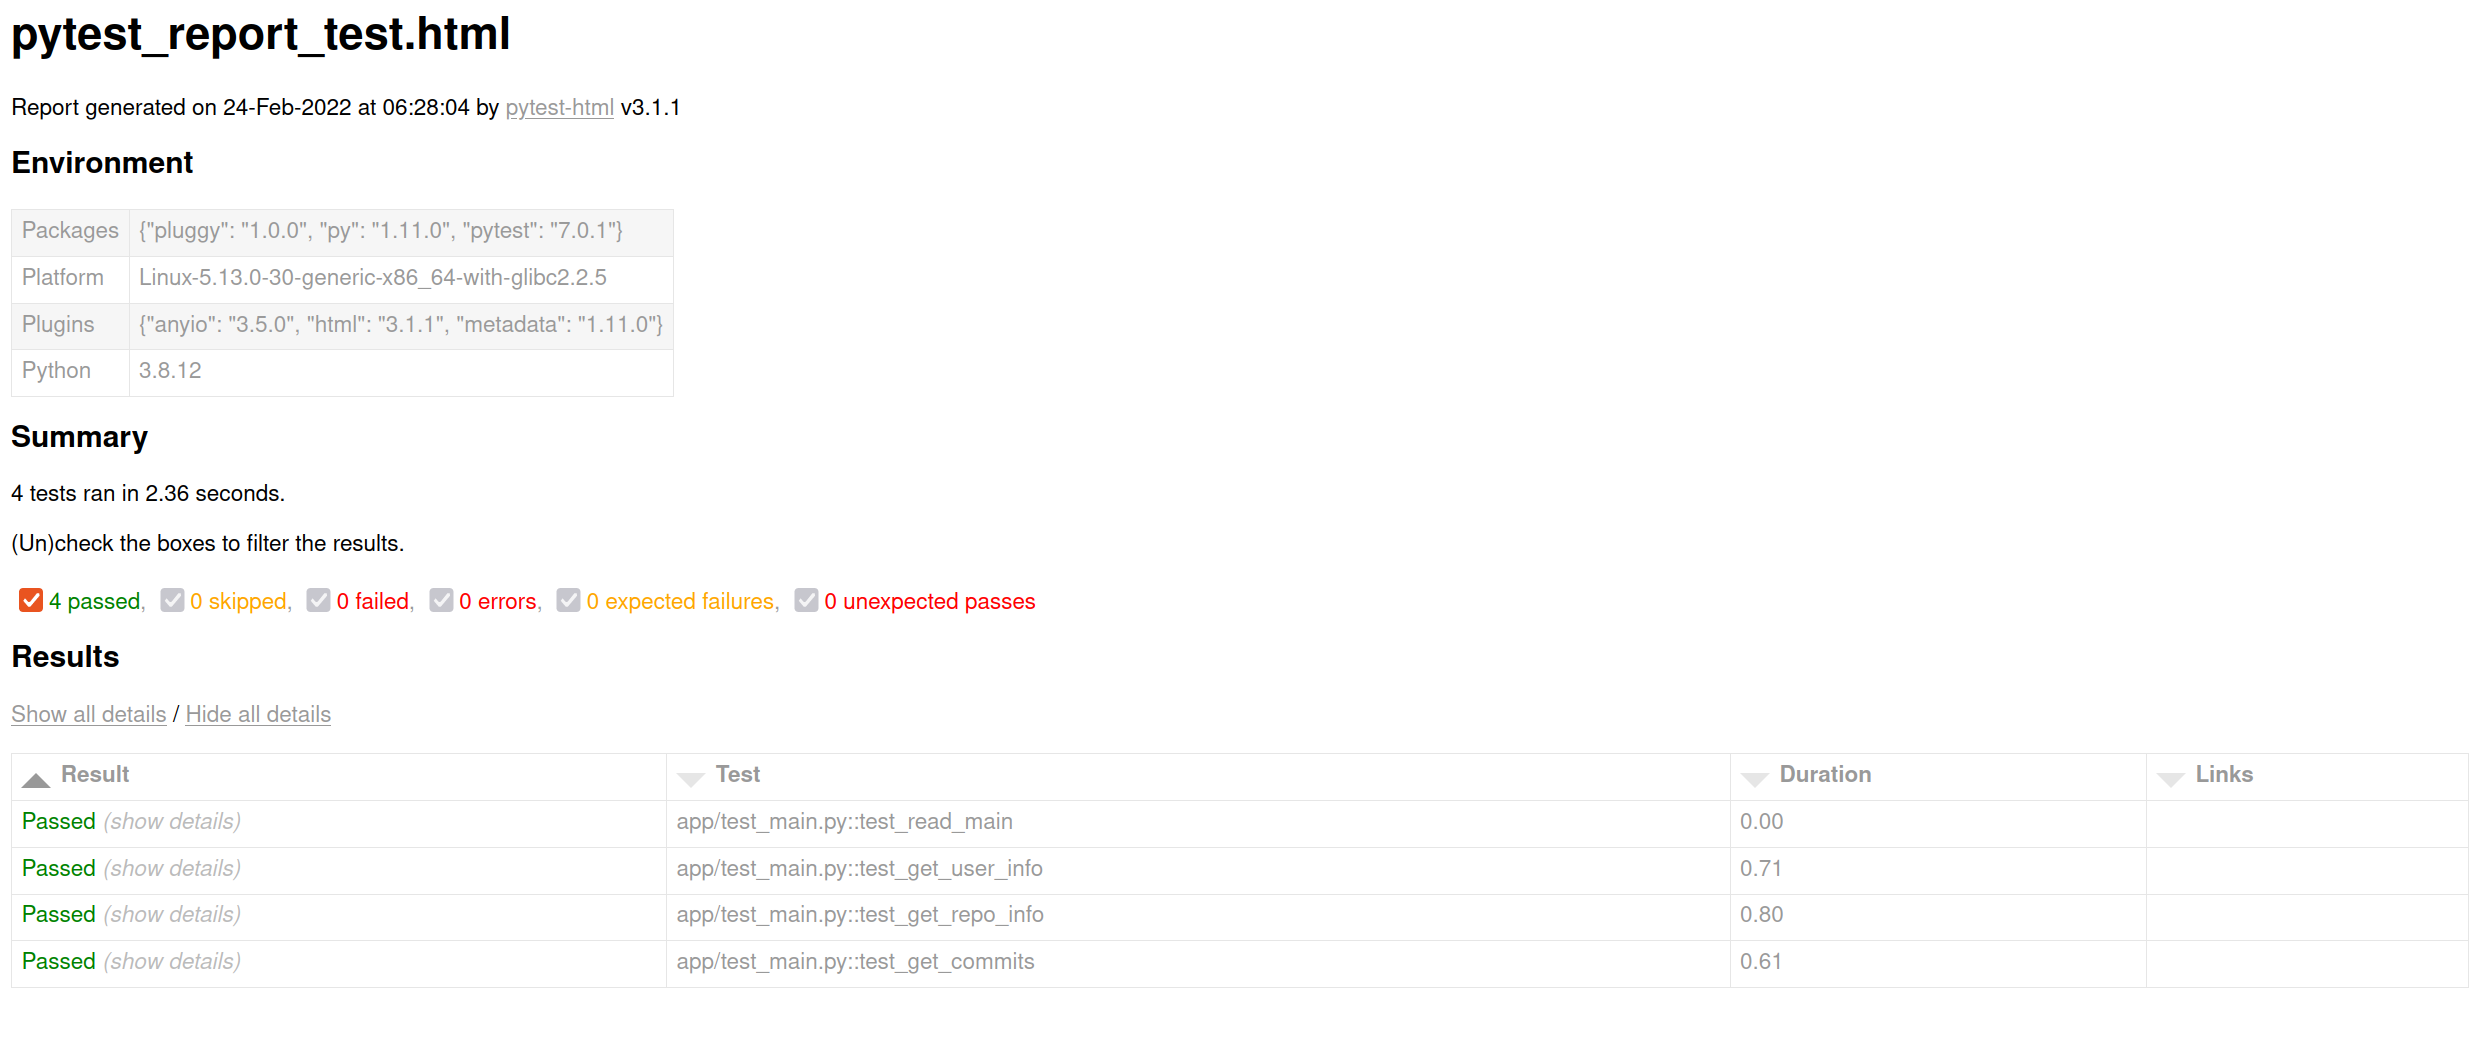 pytest_report_test.html
Report generated on 24-Feb-2022 at 06:28:04 by pytest-html v3.1.1
Environment
Packages {"pluggy": "1.0.0", "py": "1.11.0", "pytest": "7.0.1"}
Platform Linux-5.13.0-30-generic-x86_64-with-glibc2.2.5
Plugins {"anyio": "3.5.0", "html": "3.1.1", "metadata": "1.11.0"}
Python 3.8.12
Summary
4 tests ran in 2.36 seconds.
(Un)check the boxes to filter the results.
4 passed, 0 skipped, 0 failed, 0 errors, 0 expected failures, 0 unexpected passes
Results
Show all details / Hide all details
Result Test Duration Links
Passed (show details) app/test_main.py::test_read_main 0.00
Passed (show details) app/test_main.py::test_get_user_info 0.71
Passed (show details) app/test_main.py::test_get_repo_info 0.80
Passed (show details) app/test_main.py::test_get_commits 0.61